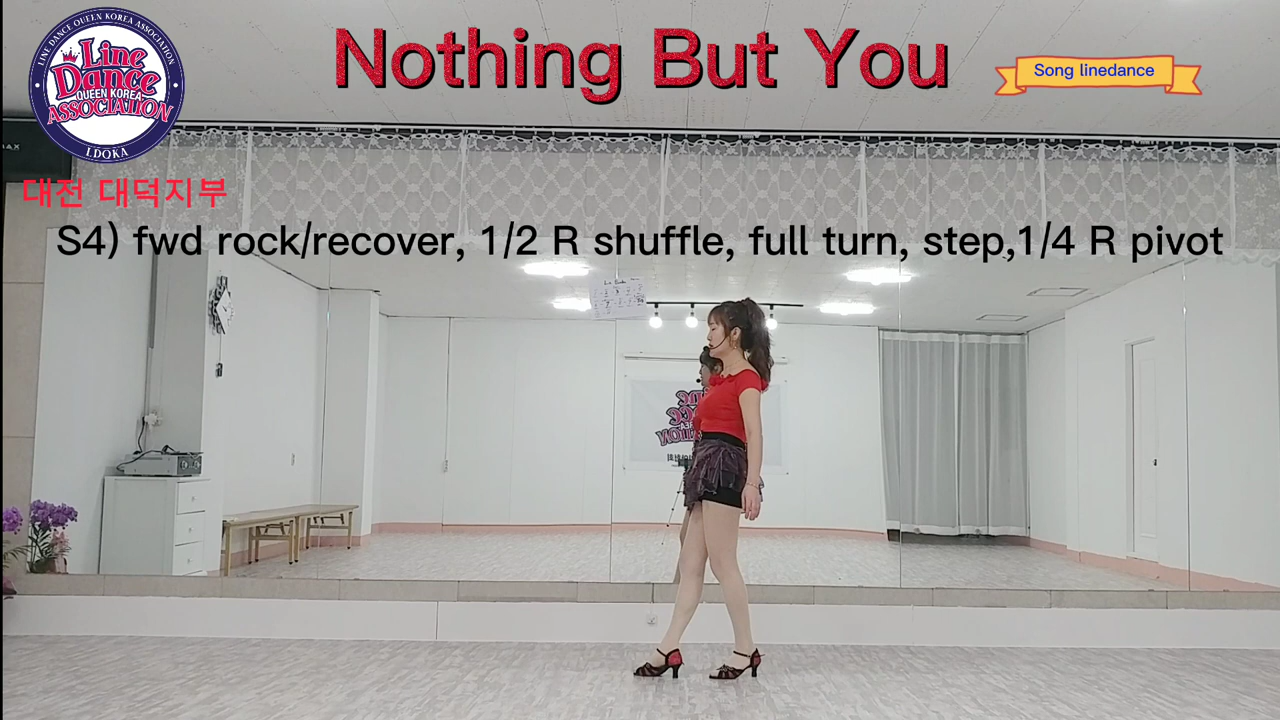 LINE DANCE QUEEN KOREA ASSOCIATION
Line
Dance
QUEEN KOREA
ASSOCIATION
LDOKA
Nothing But You
Song linedance
대전 대덕지부
S4) fwd rock/recover, 1/2 R shuffle, full turn, step,1/4 R pivot